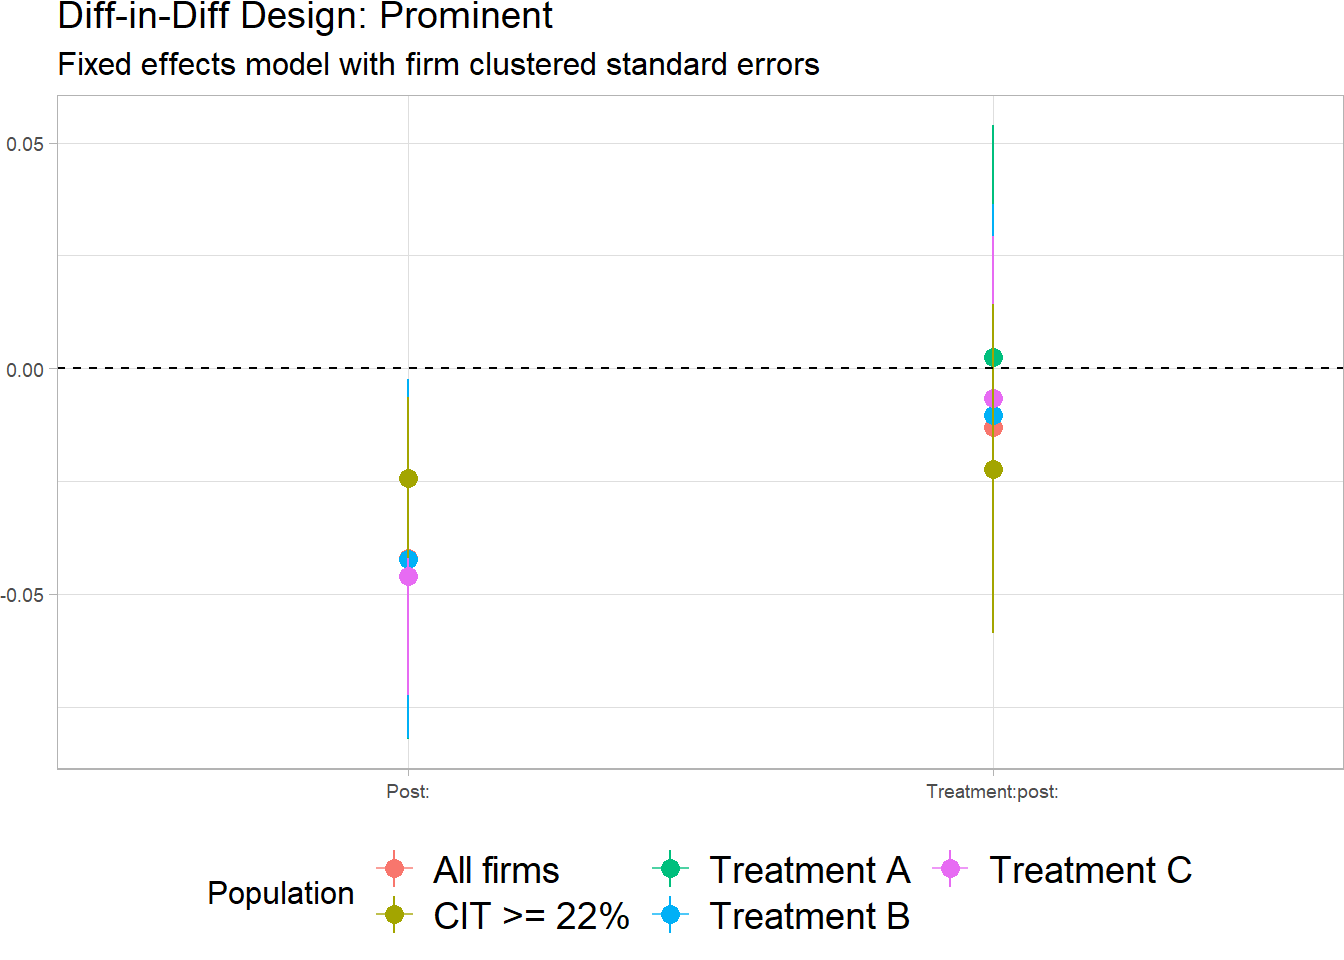 Diff-in-Diff Design: Prominent
Fixed effects model with firm clustered standard errors
0.05
0.00
-0.05
Post:
Treatment:post:
Population
All firms
Treatment A
Treatment C
CIT >= 22%
Treatment B